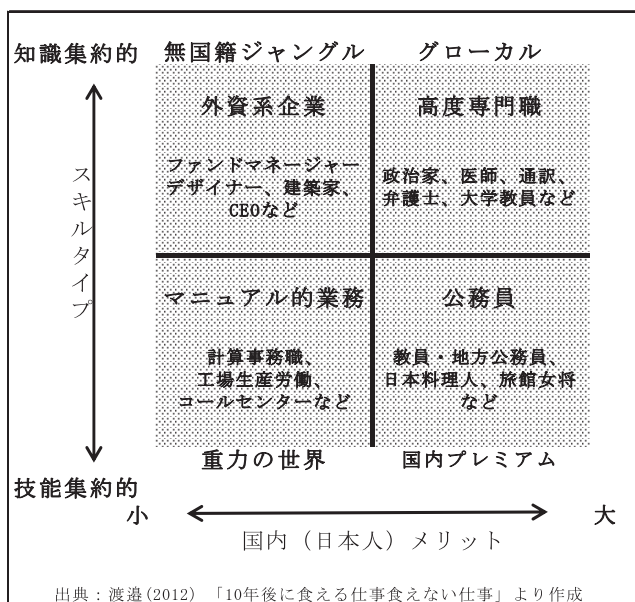 知識集約的
無国籍ジャングル
グローカル
外資系企業
高度専門職
ファンドマネージャー
デザイナー、建築家、
CEOなど
政治家、医師、通訳、
弁護士、大学教員など
スキルタイプ
マニュアル的業務
公務員
計算事務職、
工場生産労働、
コールセンターなど
教員・地方公務員、
日本料理人、旅館女将
など
重力の世界
国内プレミアム
技能集約的
小
大
国内（日本人）メリット
出典：渡邉(2012) 「10年後に食える仕事食えない仕事」より作成